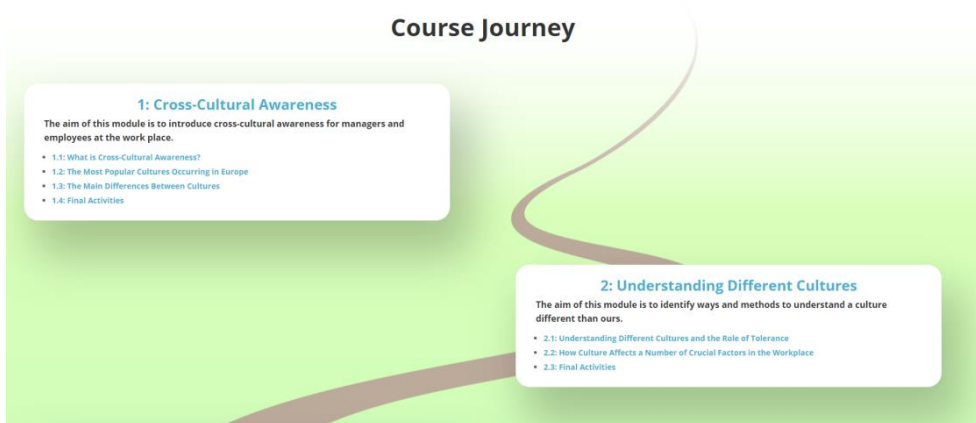 Course Journey
1: Cross-Cultural Awareness
The aim of this module is to introduce cross-cultural awareness for managers and
employees at the work place.
1.1: What is Cross-Cultural Awareness?
1.2: The Most Popular Cultures Occurring in Europe
1.3: The Main Differences Between Cultures
1.4: Final Activities
2: Understanding Different Cultures
The aim of this module is to identify ways and methods to understand a culture
different than ours.
2.1: Understanding Different Cultures and the Role of Tolerance
2.2: How Culture Affects a Number of Crucial Factors in the Workplace
2.3: Final Activities